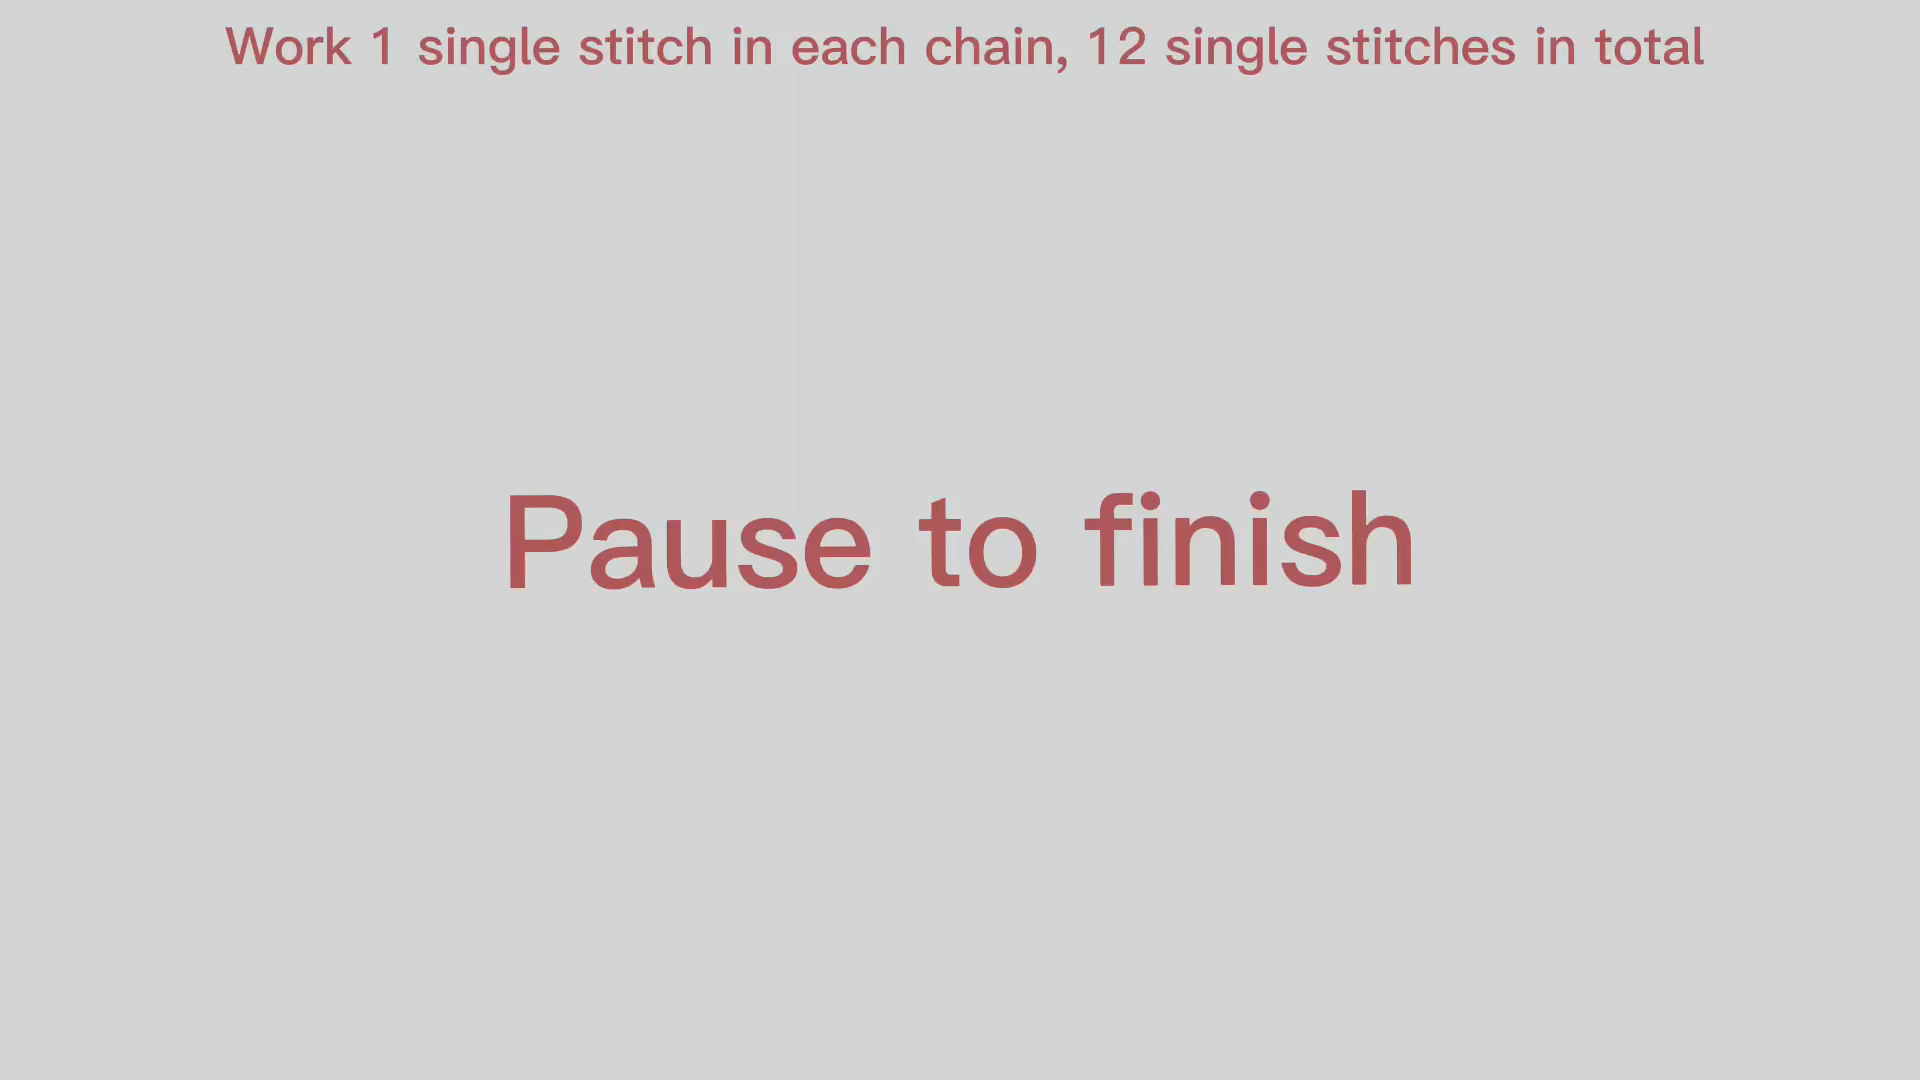 Work 1 single stitch in each chain, 12 single stitches in total
Pause to finish